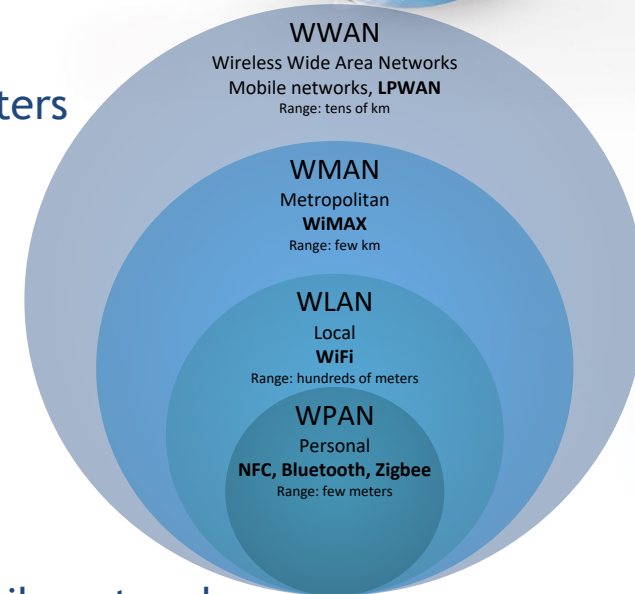 WWAN
Wireless Wide Area Networks
Mobile networks, LPWAN
Range: tens of km
WMAN
Metropolitan
WiMAX
Range: few km
WLAN
Local
WiFi
Range: hundreds of meters
WPAN
Personal
NFC, Bluetooth, Zigbee
Range: few meters